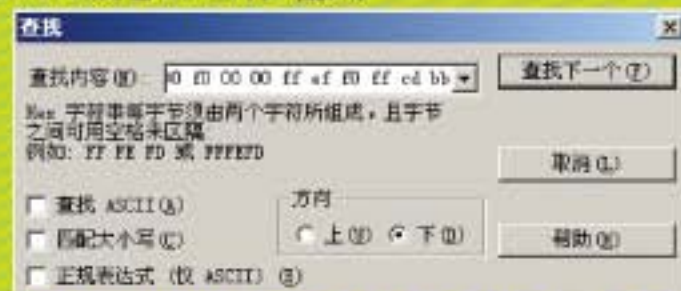 查找
查找内容(N): 00 f0 00 00 ff ef f0 ff cd bb
查找下一个(F)
Hex 字符串每字节须由两个字符所组成，且字节
之间可用空格来区隔
例如: FF FE FD 或 FFFEFD
取消(L)
查找 ASCII(A)
方向
匹配大小写(C)
上(U) 下(D)
帮助(H)
正规表达式 (仅 ASCII) (E)